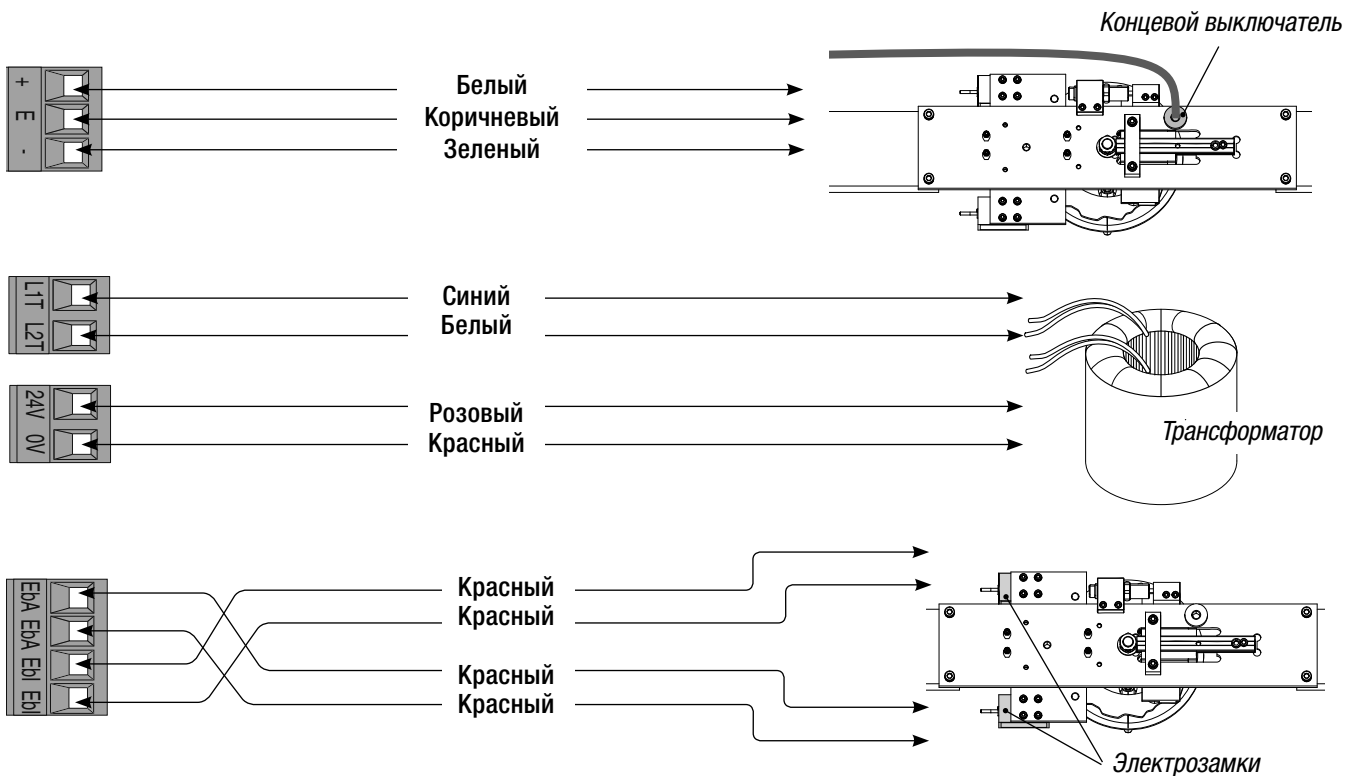 Концевой выключатель
+
E
-
Белый
Коричневый
Зеленый
L1T
L2T
Синий
Белый
24V
0V
Розовый
Красный
Трансформатор
EbA
EbA
EbI
EbI
Красный
Красный
Красный
Красный
Электрозамки